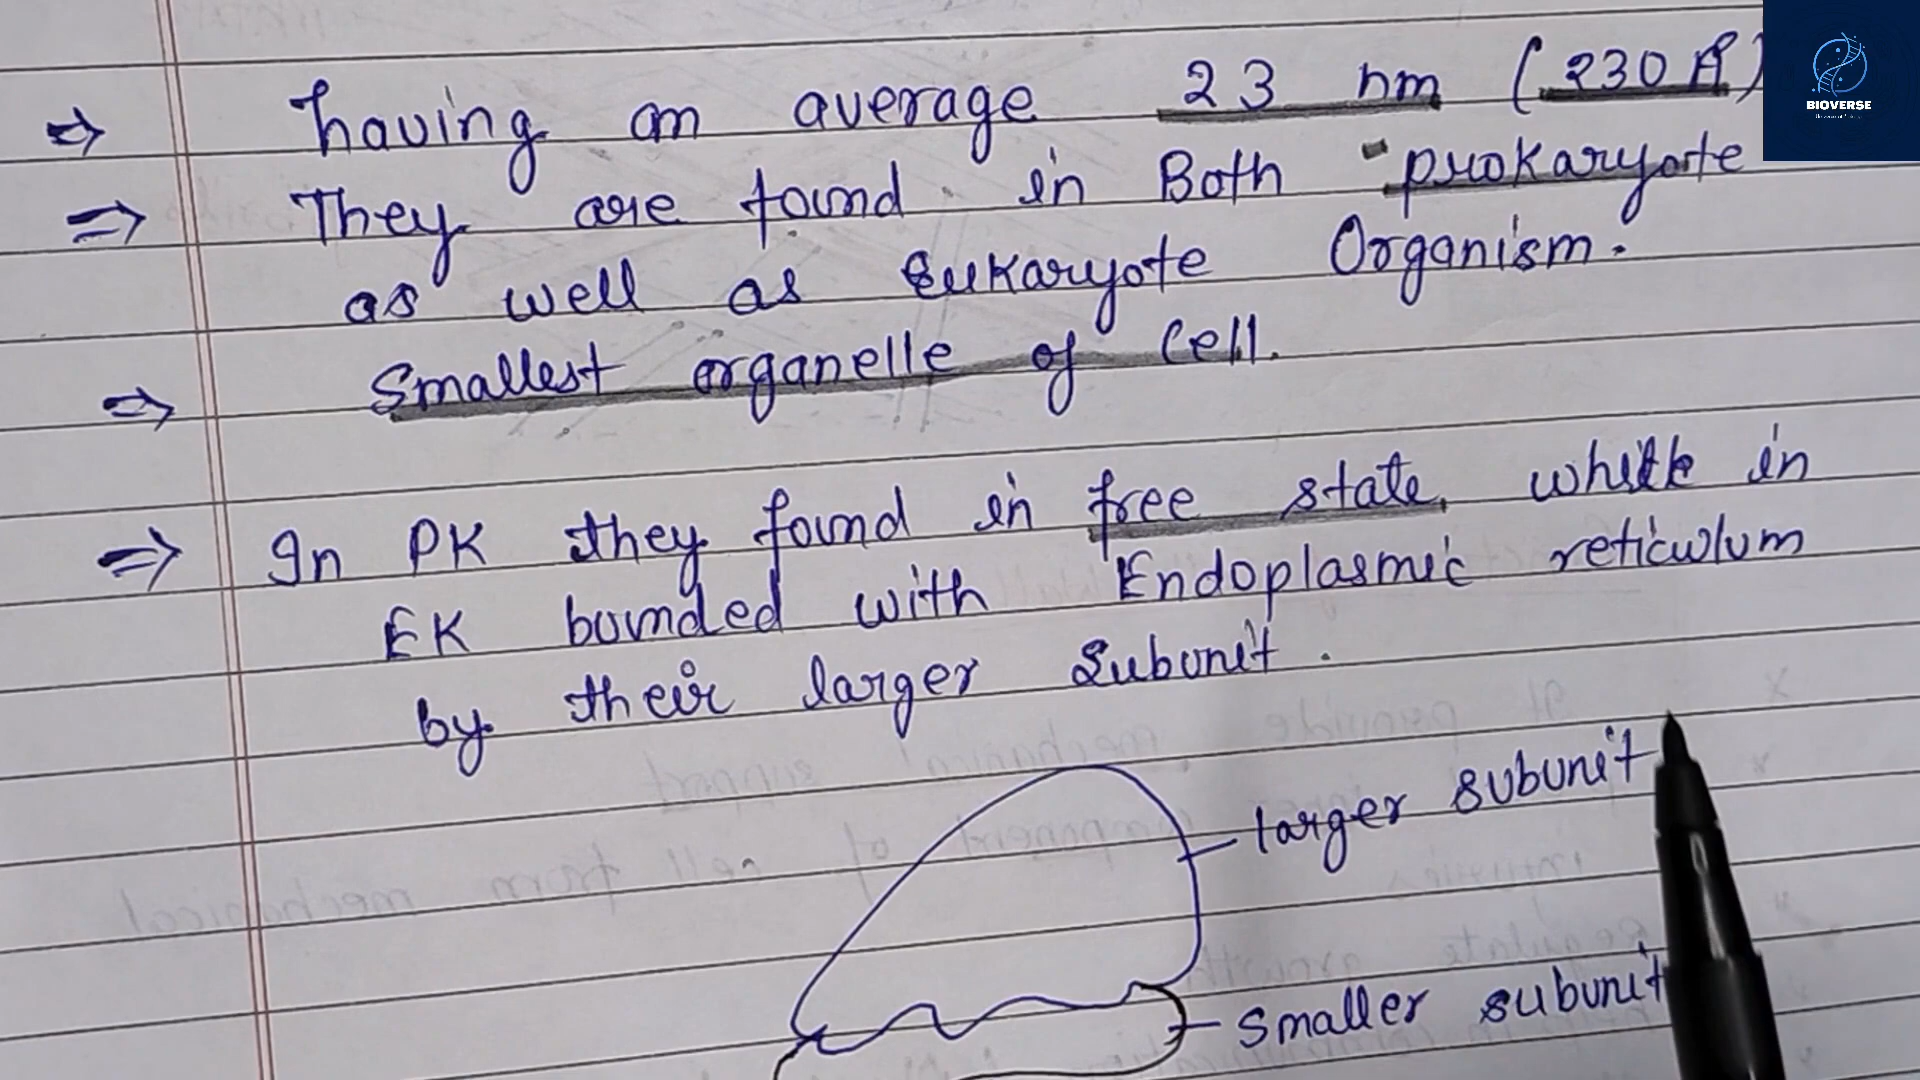 ⇒ having an average 23 nm (230 Å)
⇒ They are found in Both prokaryote
as well as Eukaryote Organism.
⇒ Smallest organelle of Cell.
⇒ In PK they found in free state, while in
EK bounded with Endoplasmic reticulum
by their larger Subunit.
larger subunit
Smaller subunit
BIOVERSE